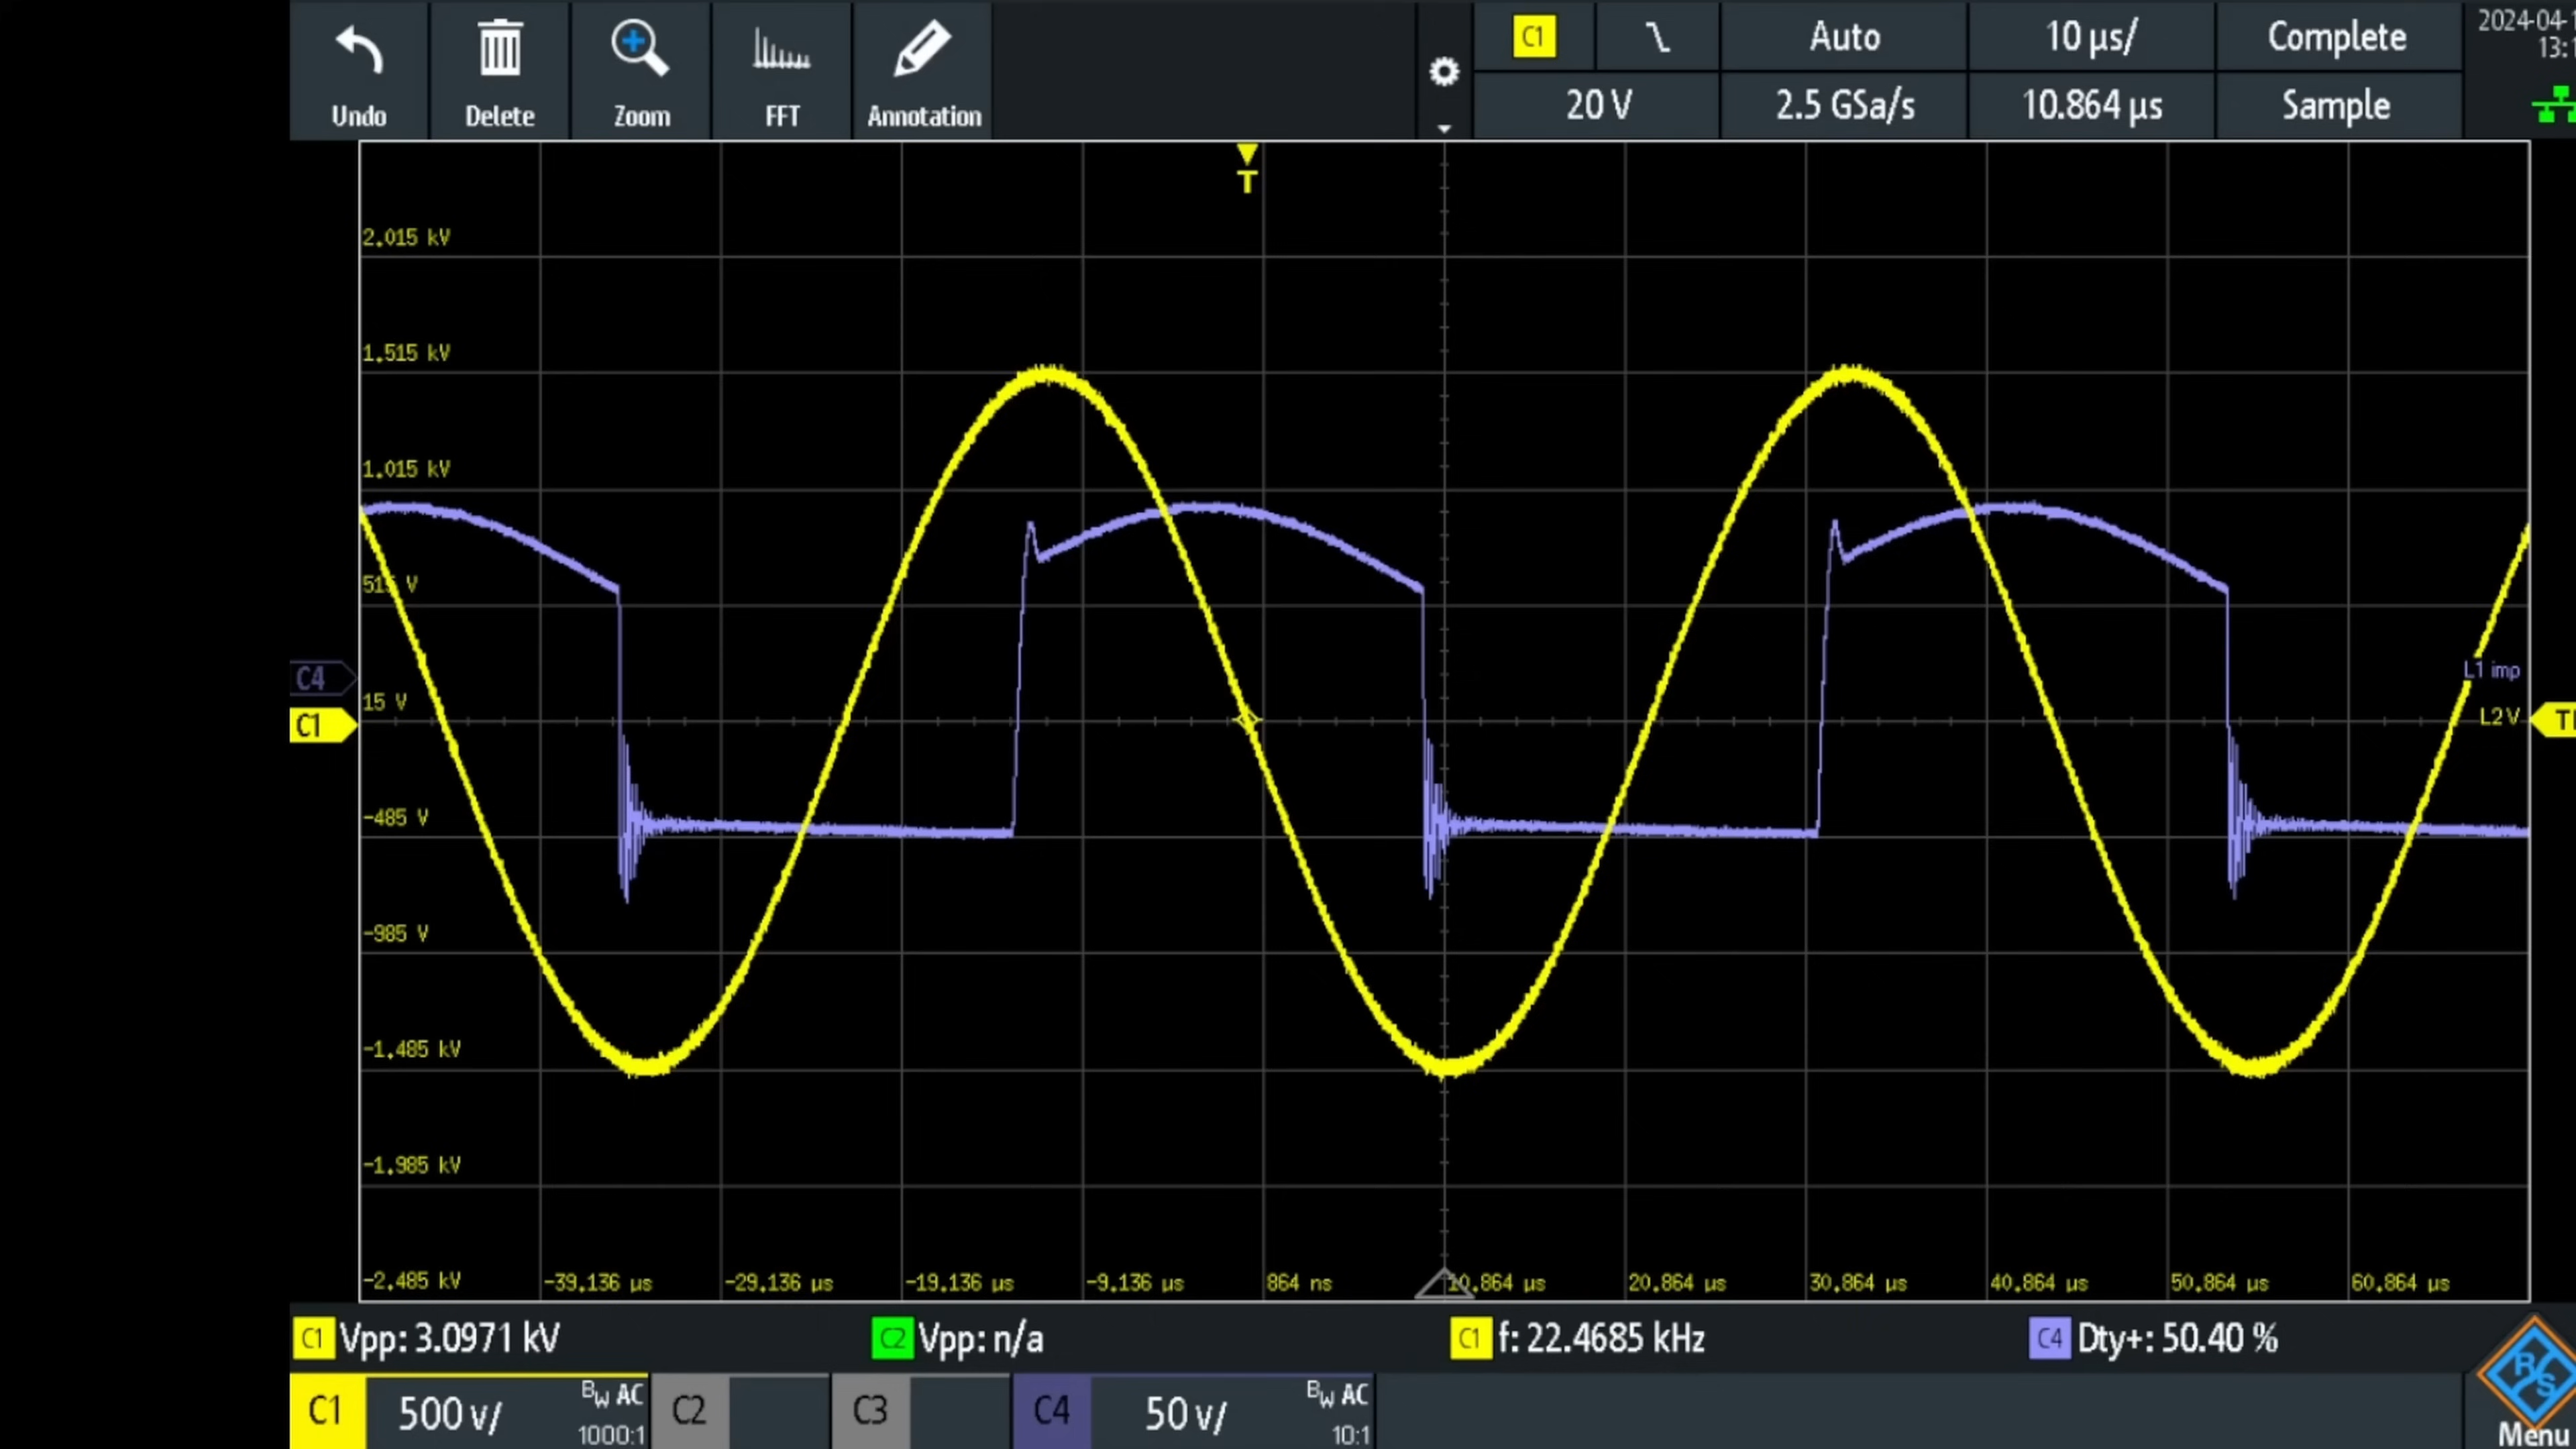 C1 Auto 10 µs/ Complete 2024-04-
13:
Undo Delete Zoom FFT Annotation 20 V 2.5 GSa/s 10.864 µs Sample
T
2.015 kV
1.515 kV
1.015 kV
515 V
C4 L1 imp
15 V
C1 L2 V
-485 V
-985 V
-1.485 kV
-1.985 kV
-2.485 kV -39.136 µs -29.136 µs -19.136 µs -9.136 µs 864 ns 10.864 µs 20.864 µs 30.864 µs 40.864 µs 50.864 µs 60.864 µs
C1 Vpp: 3.0971 kV C2 Vpp: n/a C1 f: 22.4685 kHz C4 Dty+: 50.40 %
C1 500 v/ BW AC C2 C3 C4 50 v/ BW AC R&S
1000:1 10:1 Menu